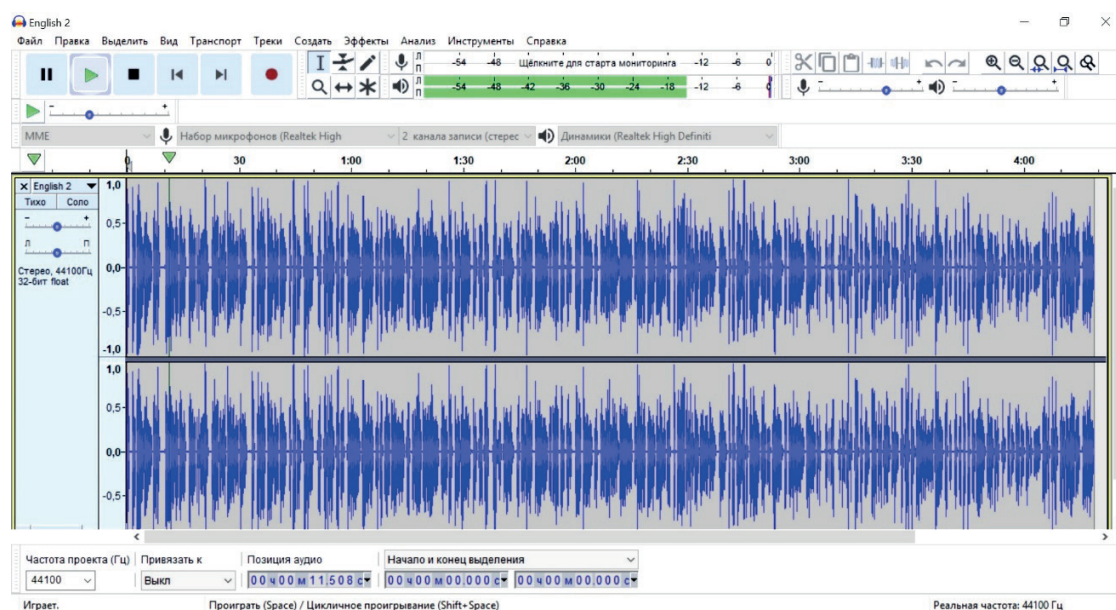 English 2
Файл Правка Выделить Вид Транспорт Треки Создать Эффекты Анализ Инструменты Справка
Л П -54 -48 Щёлкните для старта мониторинга -12 -6 0
Л П -54 -48 -42 -36 -30 -24 -18 -12 -6 0
- +
- +
- +
MME Набор микрофонов (Realtek High 2 канала записи (стерес Динамики (Realtek High Definiti
0 30 1:00 1:30 2:00 2:30 3:00 3:30 4:00
× English 2
Тихо Соло
- +
Л П
Стерео, 44100Гц
32-бит float
1,0
0,5-
0,0-
-0,5-
-1,0
1,0
0,5-
0,0-
-0,5-
Частота проекта (Гц) Привязать к Позиция аудио Начало и конец выделения
44100 Выкл 00 ч 00 м 11.508 с 00 ч 00 м 00.000 с 00 ч 00 м 00.000 с
Играет. Проиграть (Space) / Цикличное проигрывание (Shift+Space) Реальная частота: 44100 Гц